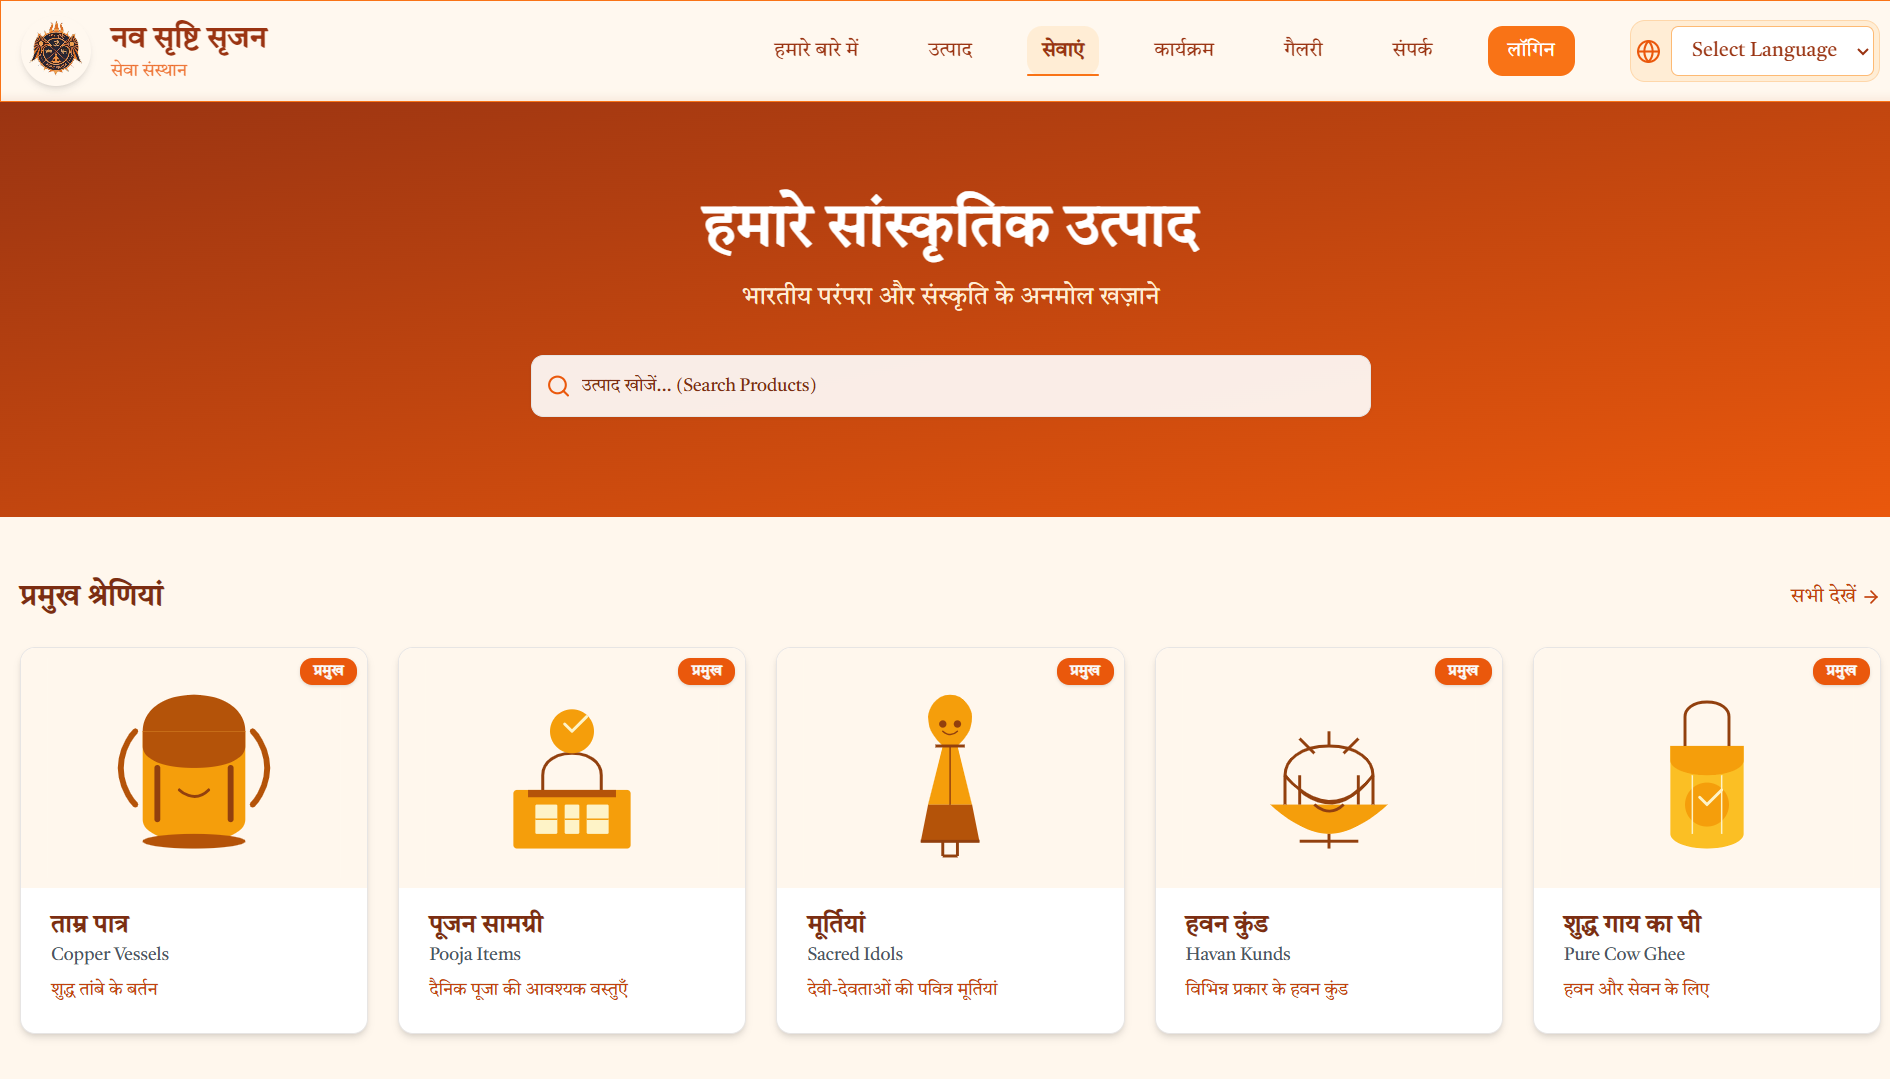 नव सृष्टि सृजन
सेवा संस्थान
हमारे बारे में
उत्पाद
सेवाएं
कार्यक्रम
गैलरी
संपर्क
लॉगिन
Select Language
हमारे सांस्कृतिक उत्पाद
भारतीय परंपरा और संस्कृति के अनमोल खज़ाने
उत्पाद खोजें... (Search Products)
प्रमुख श्रेणियां
सभी देखें →
प्रमुख
ताम्र पात्र
Copper Vessels
शुद्ध तांबे के बर्तन
प्रमुख
पूजन सामग्री
Pooja Items
दैनिक पूजा की आवश्यक वस्तुएँ
प्रमुख
मूर्तियां
Sacred Idols
देवी-देवताओं की पवित्र मूर्तियां
प्रमुख
हवन कुंड
Havan Kunds
विभिन्न प्रकार के हवन कुंड
प्रमुख
शुद्ध गाय का घी
Pure Cow Ghee
हवन और सेवन के लिए